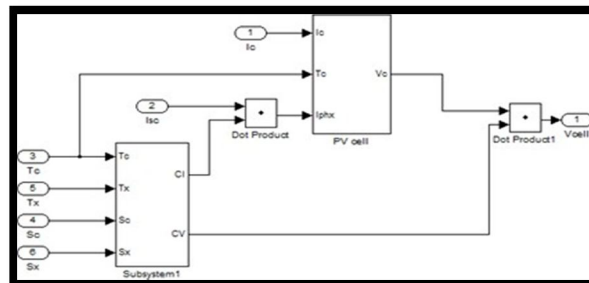 1
Ic
Ic
Tc
Vc
Iphx
PV cell
2
Isc
Dot Product
Dot Product1
1
Vcell
3
Tc
5
Tx
4
Sc
6
Sx
Tc
Tx
Sc
Sx
CI
CV
Subsystem1